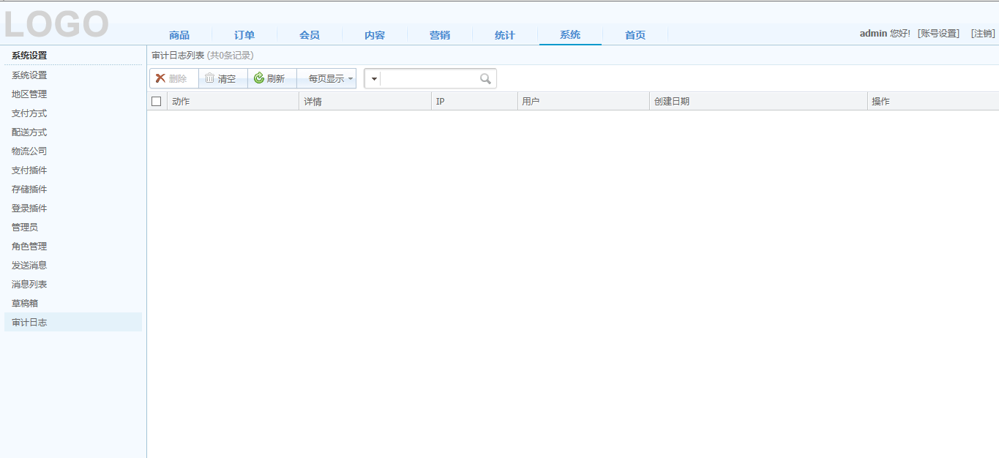 LOGO
商品 订单 会员 内容 营销 统计 系统 首页 admin 您好! [账号设置] [注销]
系统设置
系统设置
地区管理
支付方式
配送方式
物流公司
支付插件
存储插件
登录插件
管理员
角色管理
发送消息
消息列表
草稿箱
审计日志
审计日志列表 (共0条记录)
删除 清空 刷新 每页显示
动作 详情 IP 用户 创建日期 操作